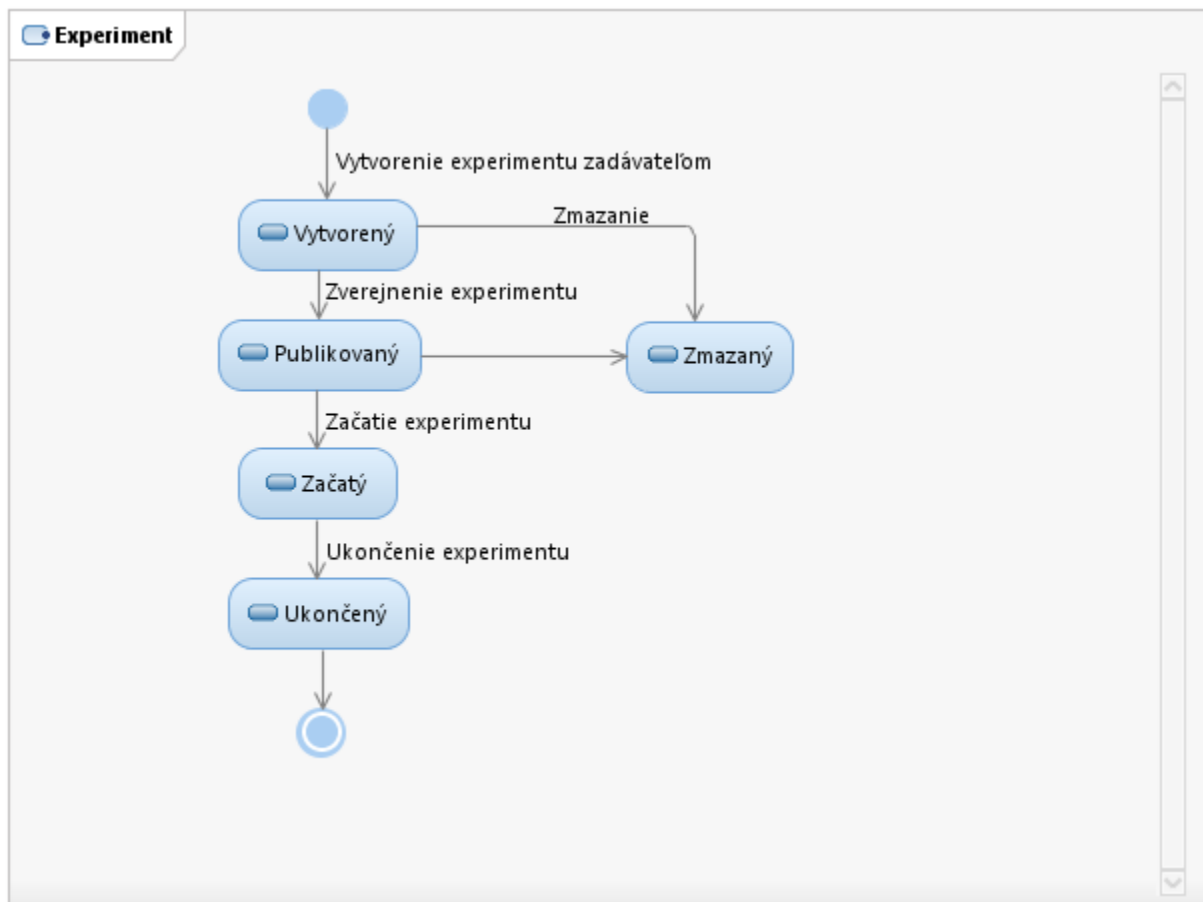 Experiment
Vytvorenie experimentu zadávateľom
Zmazanie
Vytvorený
Zverejnenie experimentu
Publikovaný
Zmazaný
Začatie experimentu
Začatý
Ukončenie experimentu
Ukončený